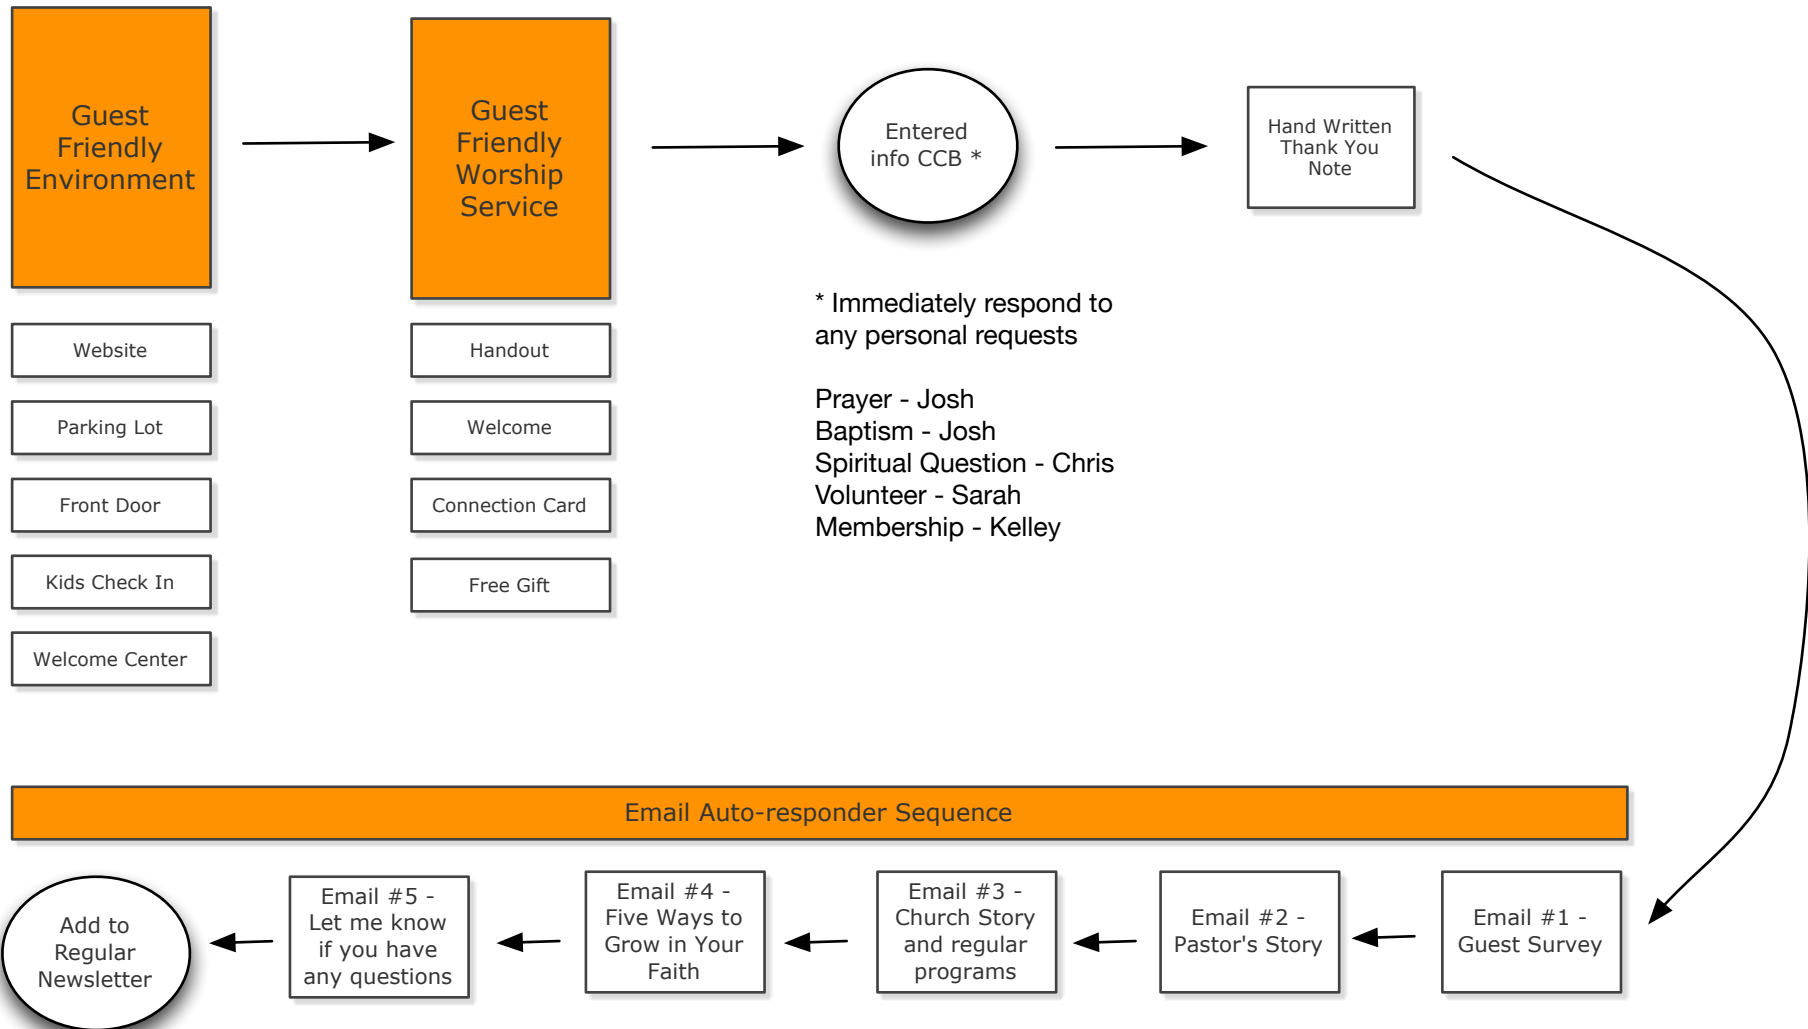 Guest
Friendly
Environment
Website
Parking Lot
Front Door
Kids Check In
Welcome Center
Guest
Friendly
Worship
Service
Handout
Welcome
Connection Card
Free Gift
Entered
info CCB *
* Immediately respond to
any personal requests
Prayer - Josh
Baptism - Josh
Spiritual Question - Chris
Volunteer - Sarah
Membership - Kelley
Hand Written
Thank You
Note
Email Auto-responder Sequence
Email #1 -
Guest Survey
Email #2 -
Pastor's Story
Email #3 -
Church Story
and regular
programs
Email #4 -
Five Ways to
Grow in Your
Faith
Email #5 -
Let me know
if you have
any questions
Add to
Regular
Newsletter